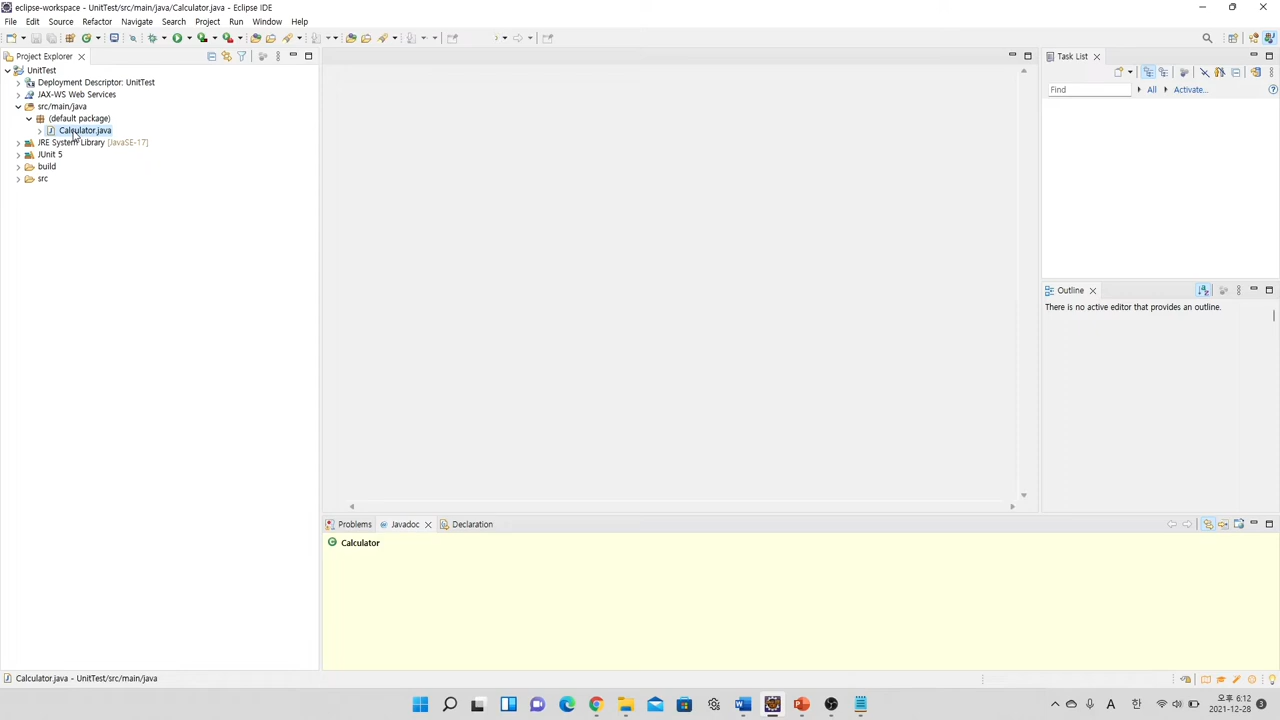 eclipse-workspace - UnitTest/src/main/java/Calculator.java - Eclipse IDE
File Edit Source Refactor Navigate Search Project Run Window Help
Project Explorer
UnitTest
Deployment Descriptor: UnitTest
JAX-WS Web Services
src/main/java
(default package)
Calculator.java
JRE System Library [JavaSE-17]
JUnit 5
build
src
Task List
Find All Activate...
Outline
There is no active editor that provides an outline.
Problems Javadoc Declaration
Calculator
Calculator.java - UnitTest/src/main/java
A 한 오후 6:12
2021-12-28